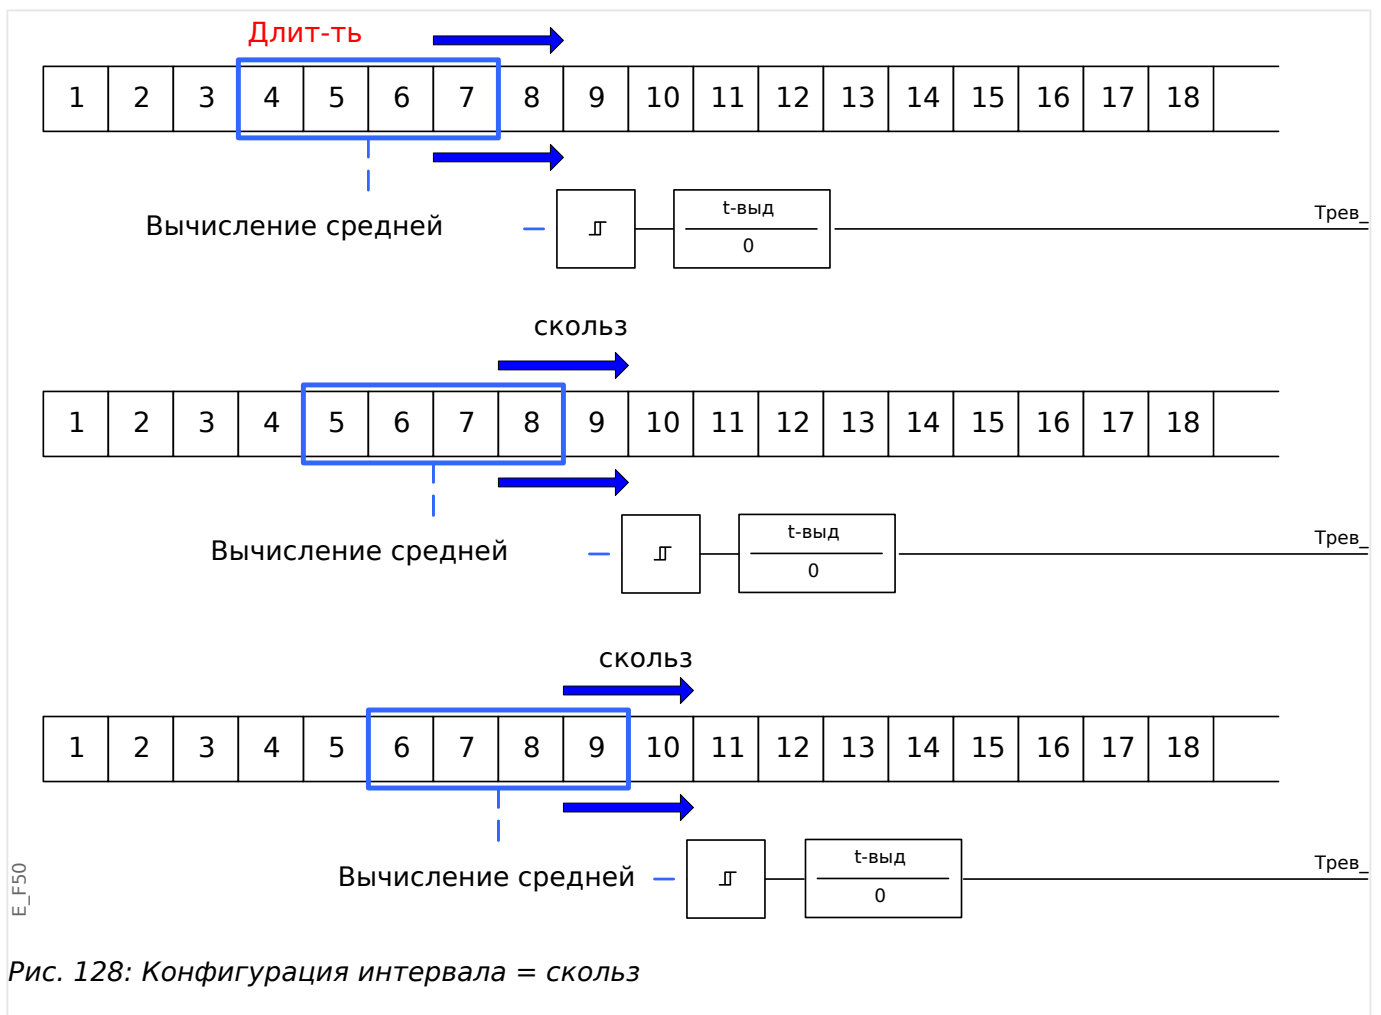 Длит-ть
1 2 3 4 5 6 7 8 9 10 11 12 13 14 15 16 17 18
t-выд
Трев_
Вычисление средней
0
скольз
1 2 3 4 5 6 7 8 9 10 11 12 13 14 15 16 17 18
t-выд
Трев_
Вычисление средней
0
скольз
1 2 3 4 5 6 7 8 9 10 11 12 13 14 15 16 17 18
t-выд
Трев_
Вычисление средней
0
E_F50
Рис. 128: Конфигурация интервала = скольз